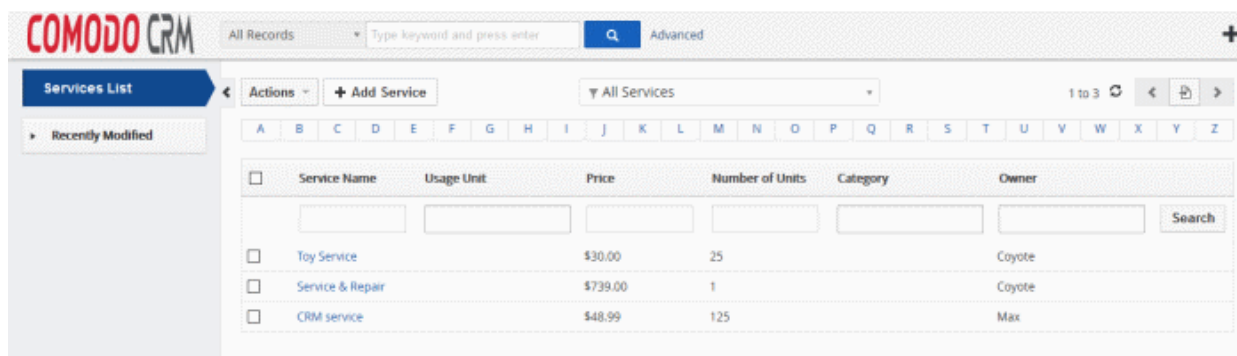 COMODO CRM All Records Type keyword and press enter Advanced
Services List Actions + Add Service All Services 1 to 3
Recently Modified A B C D E F G H I J K L M N O P Q R S T U V W X Y Z
Service Name Usage Unit Price Number of Units Category Owner
Search
Toy Service $30.00 25 Coyote
Service & Repair $739.00 1 Coyote
CRM service $48.99 125 Max